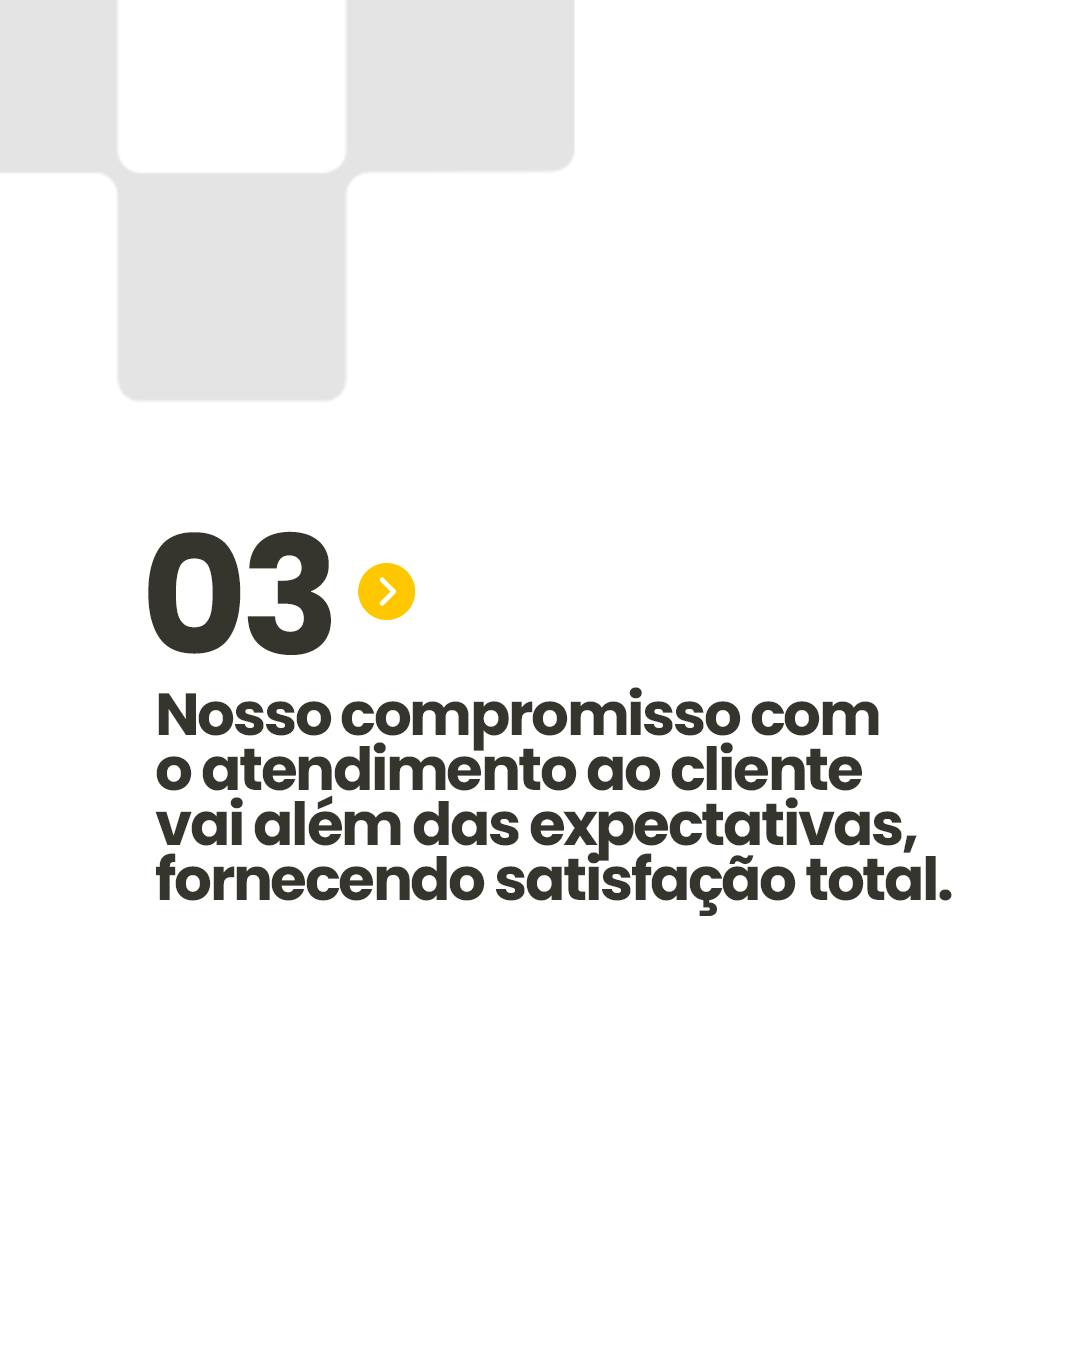 03
Nosso compromisso com
o atendimento ao cliente
vai além das expectativas,
fornecendo satisfação total.